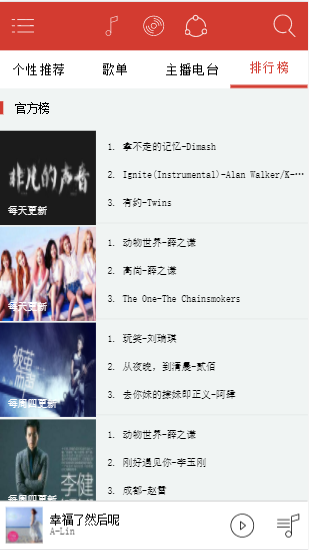 个性推荐 歌单 主播电台 排行榜
官方榜
非凡的声音
每天更新
1. 拿不走的记忆-Dimash
2. Ignite(Instrumental)-Alan Walker/K-···
3. 有约-Twins
每天更新
1. 动物世界-薛之谦
2. 高尚-薛之谦
3. The One-The Chainsmokers
每周四更新
1. 玩笑-刘瑞琪
2. 从夜晚，到清晨-贰佰
3. 去你妹的接妹即正义-阿肆
李健
每周四更新
1. 动物世界-薛之谦
2. 刚好遇见你-李玉刚
3. 成都-赵雷
幸福了然后呢
A-Lin